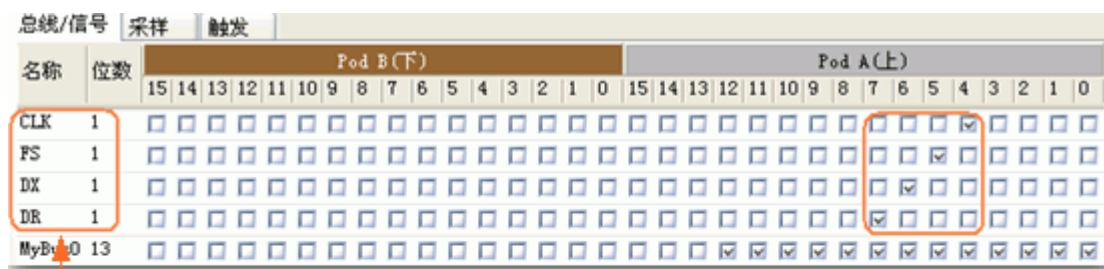 总线/信号 采样 触发
名称 位数 Pod B(下) Pod A(上)
15 14 13 12 11 10 9 8 7 6 5 4 3 2 1 0 15 14 13 12 11 10 9 8 7 6 5 4 3 2 1 0
CLK 1
FS 1
DX 1
DR 1
13